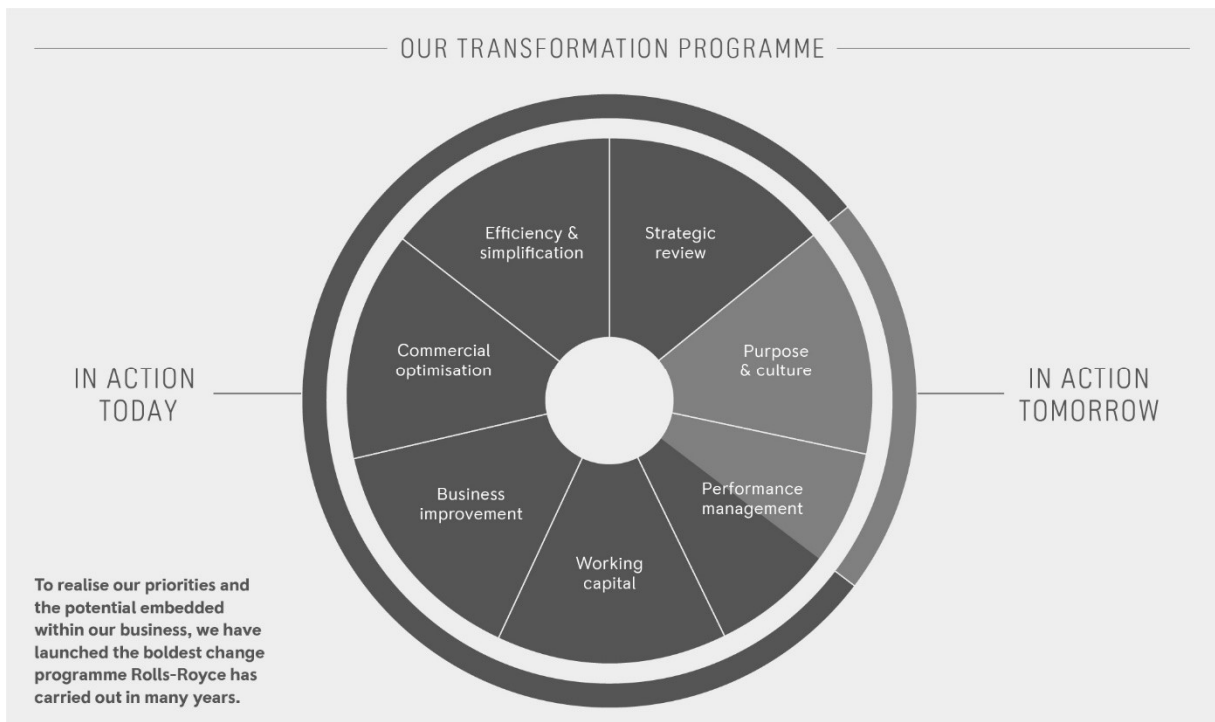 OUR TRANSFORMATION PROGRAMME
Efficiency &
simplification
Strategic
review
Commercial
optimisation
Purpose
& culture
IN ACTION
TODAY
IN ACTION
TOMORROW
Business
improvement
Performance
management
Working
capital
To realise our priorities and
the potential embedded
within our business, we have
launched the boldest change
programme Rolls-Royce has
carried out in many years.